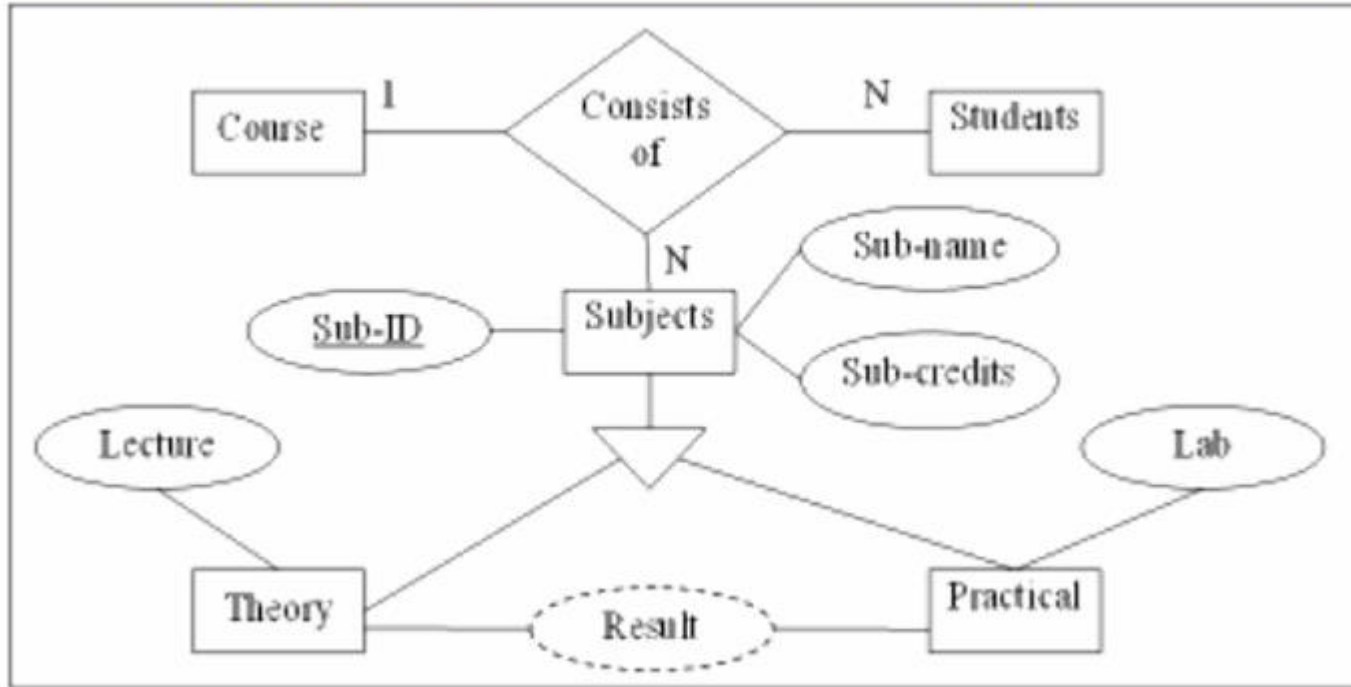 Course
1
Consists
of
N
Students
N
Sub-name
Sub-ID
Subjects
Sub-credits
Lecture
Lab
Theory
Result
Practical